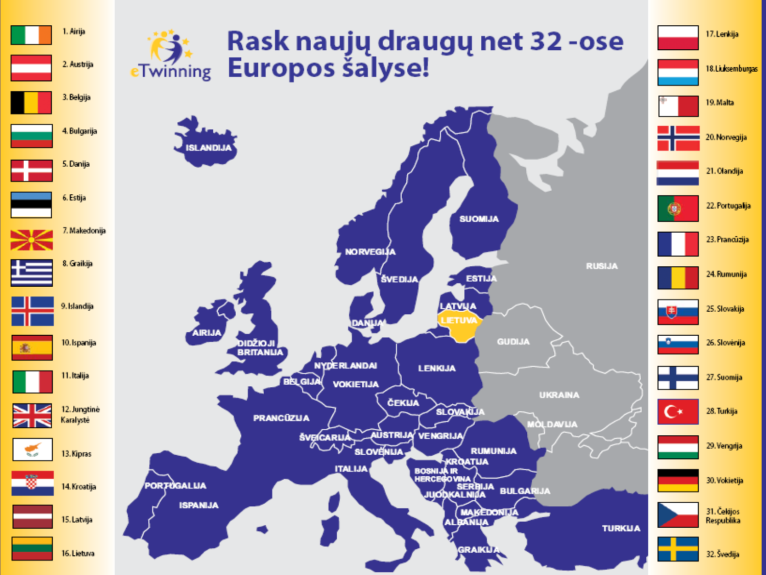 eTwinning
Rask naujų draugų net 32 -ose
Europos šalyse!
1. Airija
2. Austrija
3. Belgija
4. Bulgarija
5. Danija
6. Estija
7. Makedonija
8. Graikija
9. Islandija
10. Ispanija
11. Italija
12. Jungtinė
Karalystė
13. Kipras
14. Kroatija
15. Latvija
16. Lietuva
ISLANDIJA
SUOMIJA
NORVEGIJA
RUSIJA
ŠVEDIJA
ESTIJA
LATVIJA
LIETUVA
DANIJA
AIRIJA
DIDŽIOJI
BRITANIJA
GUDIJA
NYDERLANDAI
LENKIJA
BELGIJA
VOKIETIJA
UKRAINA
ČEKIJA
SLOVAKIJA
PRANCŪZIJA
MOLDAVIJA
ŠVEICARIJA
AUSTRIJA
VENGRIJA
SLOVĖNIJA
RUMUNIJA
KROATIJA
ITALIJA
BOSNIJA IR
HERCEGOVINA
PORTUGALIJA
SERBIJA
BULGARIJA
JUODKALNIJA
ISPANIJA
MAKEDONIJA
ALBANIJA
TURKIJA
GRAIKIJA
17. Lenkija
18. Liuksemburgas
19. Malta
20. Norvegija
21. Olandija
22. Portugalija
23. Prancūzija
24. Rumunija
25. Slovakija
26. Slovėnija
27. Suomija
28. Turkija
29. Vengrija
30. Vokietija
31. Čekijos
Respublika
32. Švedija